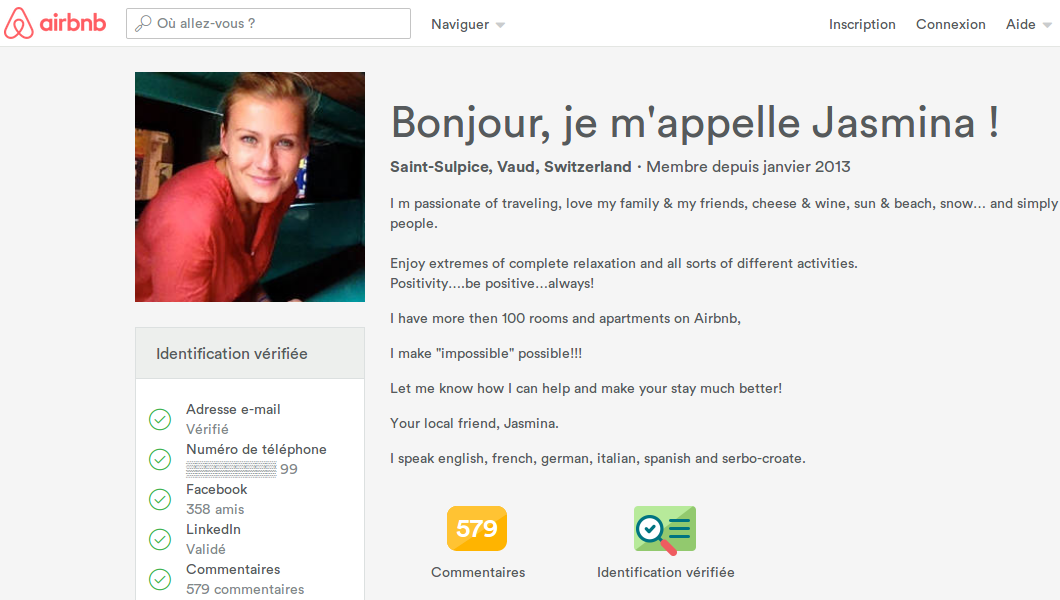 airbnb
Où allez-vous ?
Naviguer
Inscription
Connexion
Aide
Bonjour, je m'appelle Jasmina !
Saint-Sulpice, Vaud, Switzerland · Membre depuis janvier 2013
I m passionate of traveling, love my family & my friends, cheese & wine, sun & beach, snow... and simply
people.
Enjoy extremes of complete relaxation and all sorts of different activities.
Positivity....be positive...always!
I have more then 100 rooms and apartments on Airbnb,
I make "impossible" possible!!!
Let me know how I can help and make your stay much better!
Your local friend, Jasmina.
I speak english, french, german, italian, spanish and serbo-croate.
579
Commentaires
Identification vérifiée
Identification vérifiée
Adresse e-mail
Vérifié
Numéro de téléphone
▒▒▒▒▒▒▒▒▒▒ 99
Facebook
358 amis
LinkedIn
Validé
Commentaires
579 commentaires